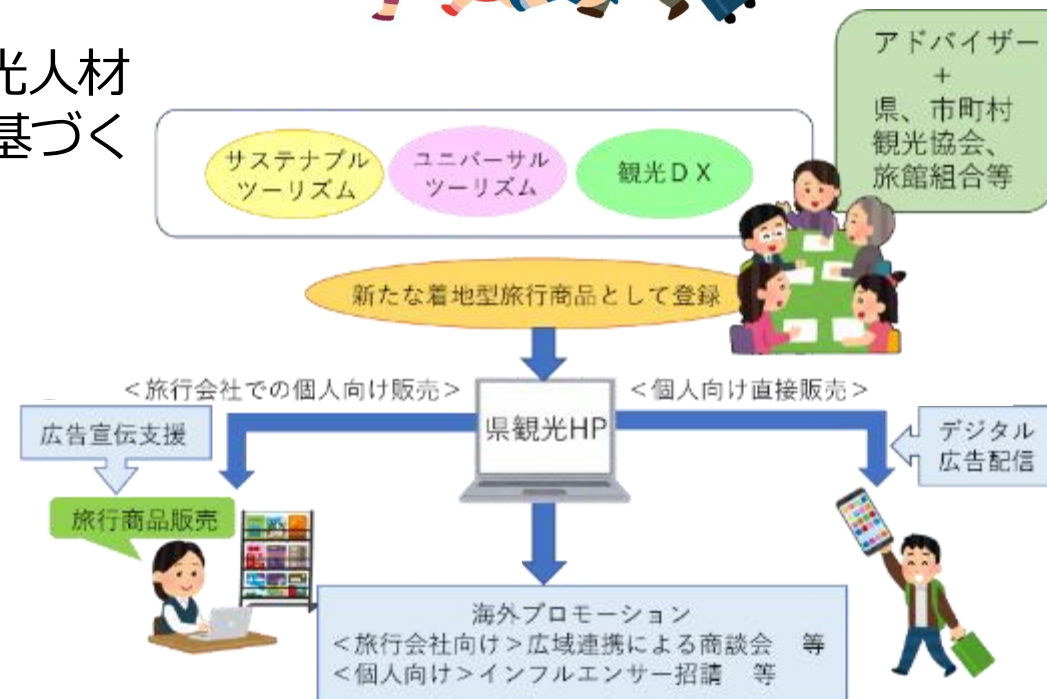 光人材
基づく
アドバイザー
+
県、市町村
観光協会、
旅館組合等
サステナブル
ツーリズム
ユニバーサル
ツーリズム
観光ＤＸ
新たな着地型旅行商品として登録
＜旅行会社での個人向け販売＞
＜個人向け直接販売＞
県観光HP
広告宣伝支援
デジタル
広告配信
旅行商品販売
海外プロモーション
＜旅行会社向け＞広域連携による商談会　等
＜個人向け＞インフルエンサー招請　等